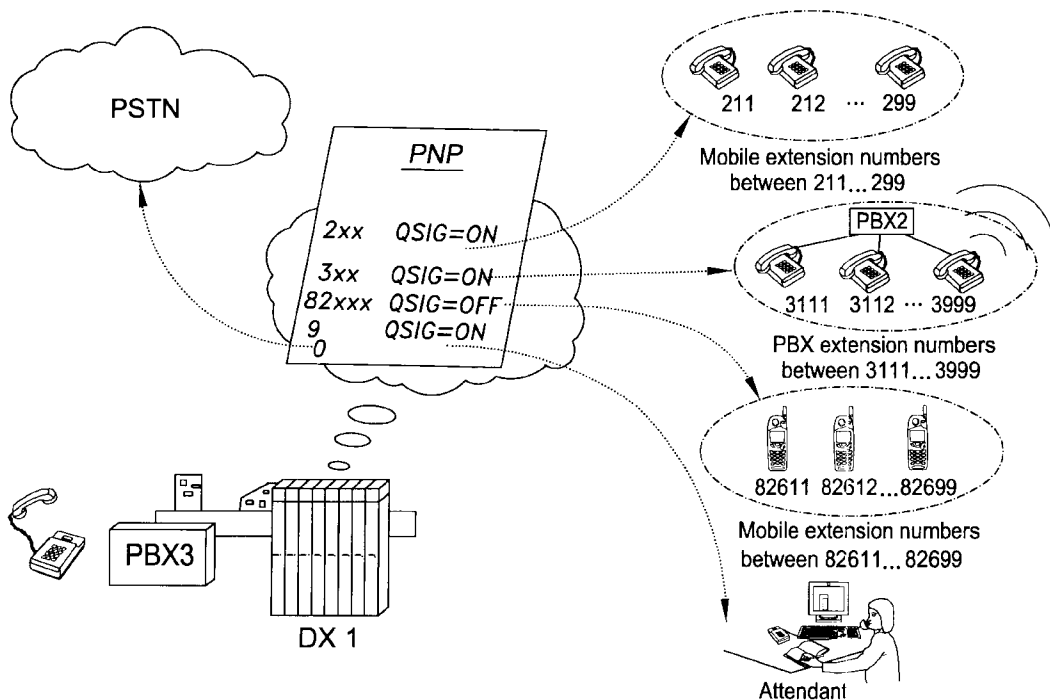 PSTN
PNP
2xx QSIG=ON
3xx QSIG=ON
82xxx QSIG=OFF
9 QSIG=ON
0
211 212 ... 299
Mobile extension numbers
between 211...299
PBX2
3111 3112 ... 3999
PBX extension numbers
between 3111...3999
82611 82612...82699
Mobile extension numbers
between 82611...82699
Attendant
PBX3
DX 1